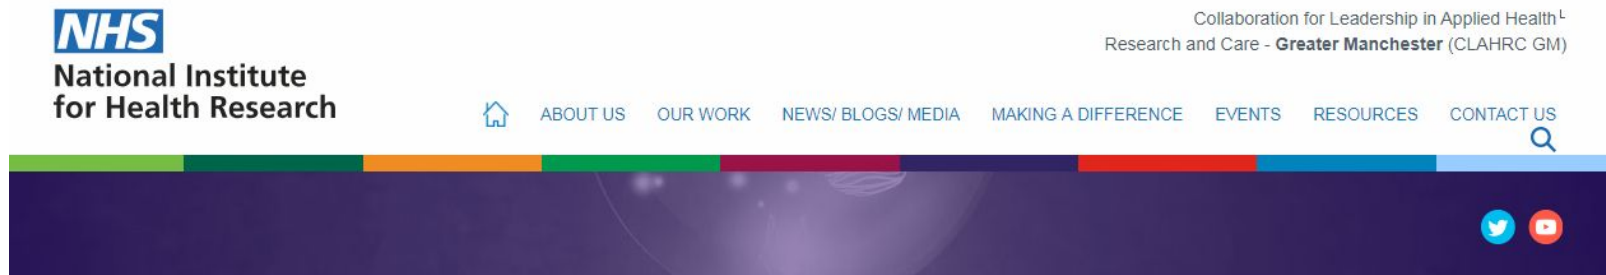 NHS
National Institute
for Health Research
Collaboration for Leadership in Applied Health L
Research and Care - Greater Manchester (CLAHRC GM)
ABOUT US OUR WORK NEWS/ BLOGS/ MEDIA MAKING A DIFFERENCE EVENTS RESOURCES CONTACT US